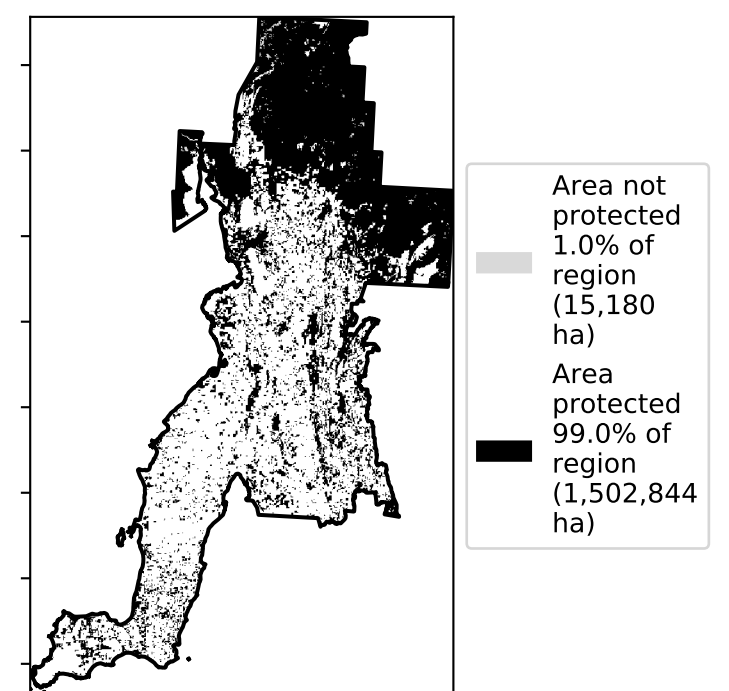 Area not
protected
1.0% of
region
(15,180
ha)
Area
protected
99.0% of
region
(1,502,844
ha)